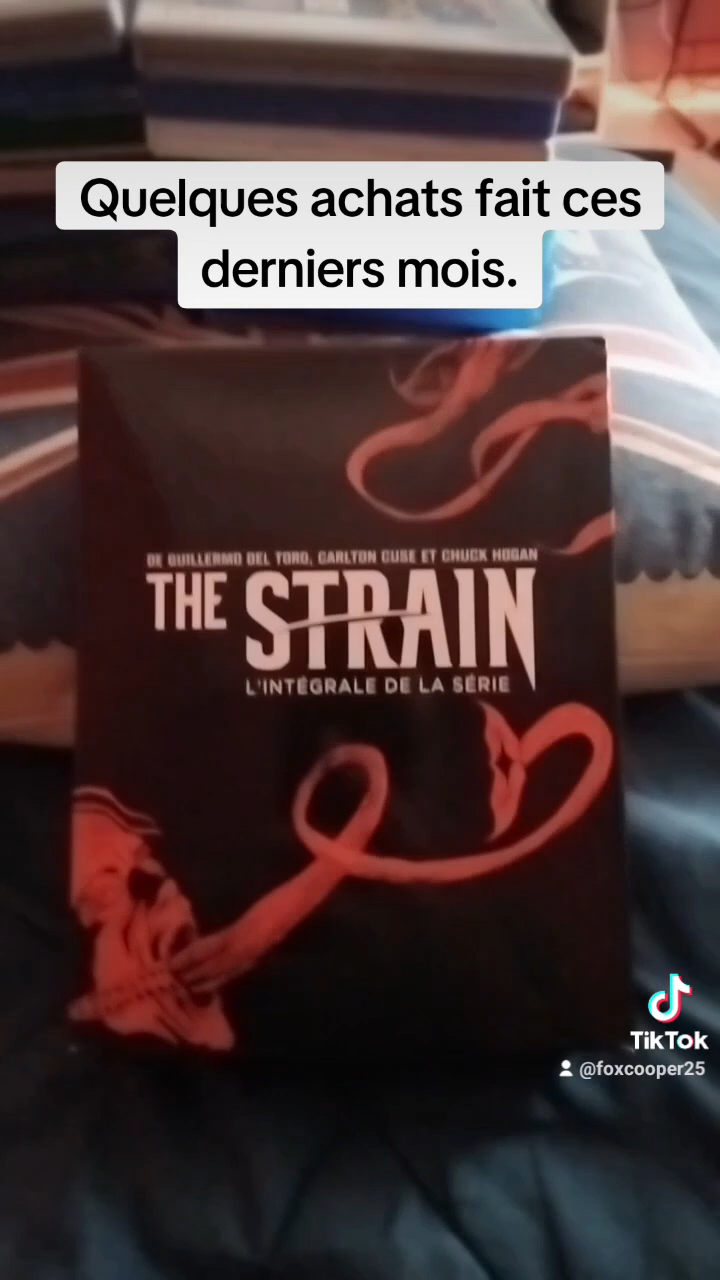 Quelques achats fait ces
derniers mois.
DE GUILLERMO DEL TORO, CARLTON CUSE ET CHUCK HOGAN
THE STRAIN
L'INTÉGRALE DE LA SÉRIE
TikTok
@foxcooper25